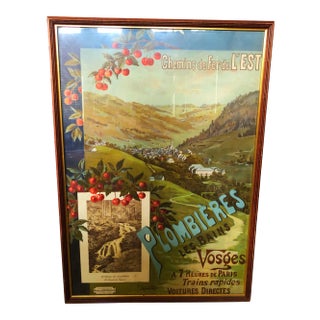 Chemins de Fer de L'EST
PLOMBIÈRES
LES BAINS
Vosges
A 7 HEURES DE PARIS
Trains rapides
VOITURES DIRECTES